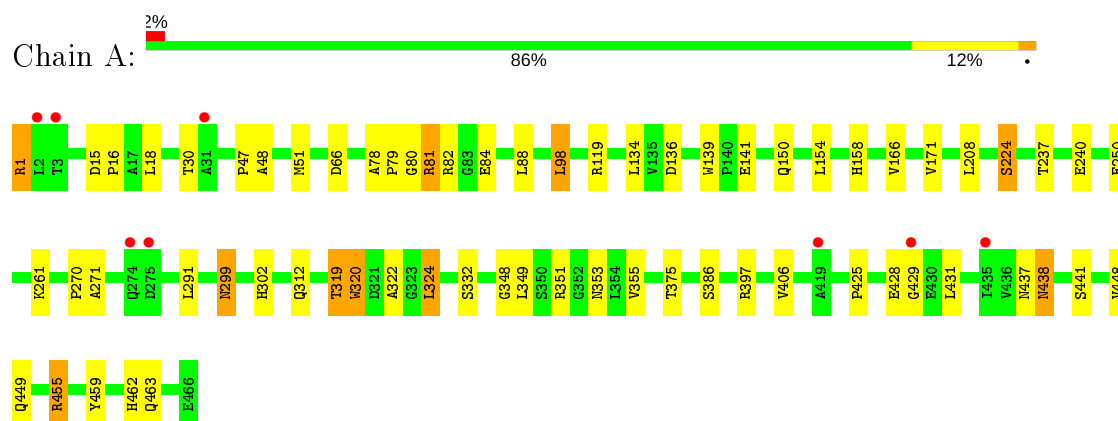 2%
Chain A:
86% 12% •
R1 L2 T3 D15 P16 A17 L18 T30 A31 P47 A48 M51 D66 A78 P79 G80 R81 R82 G83 E84 L88 L98 R119 L134 V135 D136 W139 P140 E141 Q150 L154 H158 V166 V171 L208 S224 T237 E240
K261 P270 A271 Q274 D275 L291 N299 H302 Q312 T319 W320 D321 A322 G323 L324 S332 G348 L349 S350 R351 G352 N353 L354 V355 T375 S386 R397 V406 A419 P425 E428 G429 E430 L431 I435 V436 N437 N438 S441 V448
Q449 R455 Y459 H462 Q463 E466